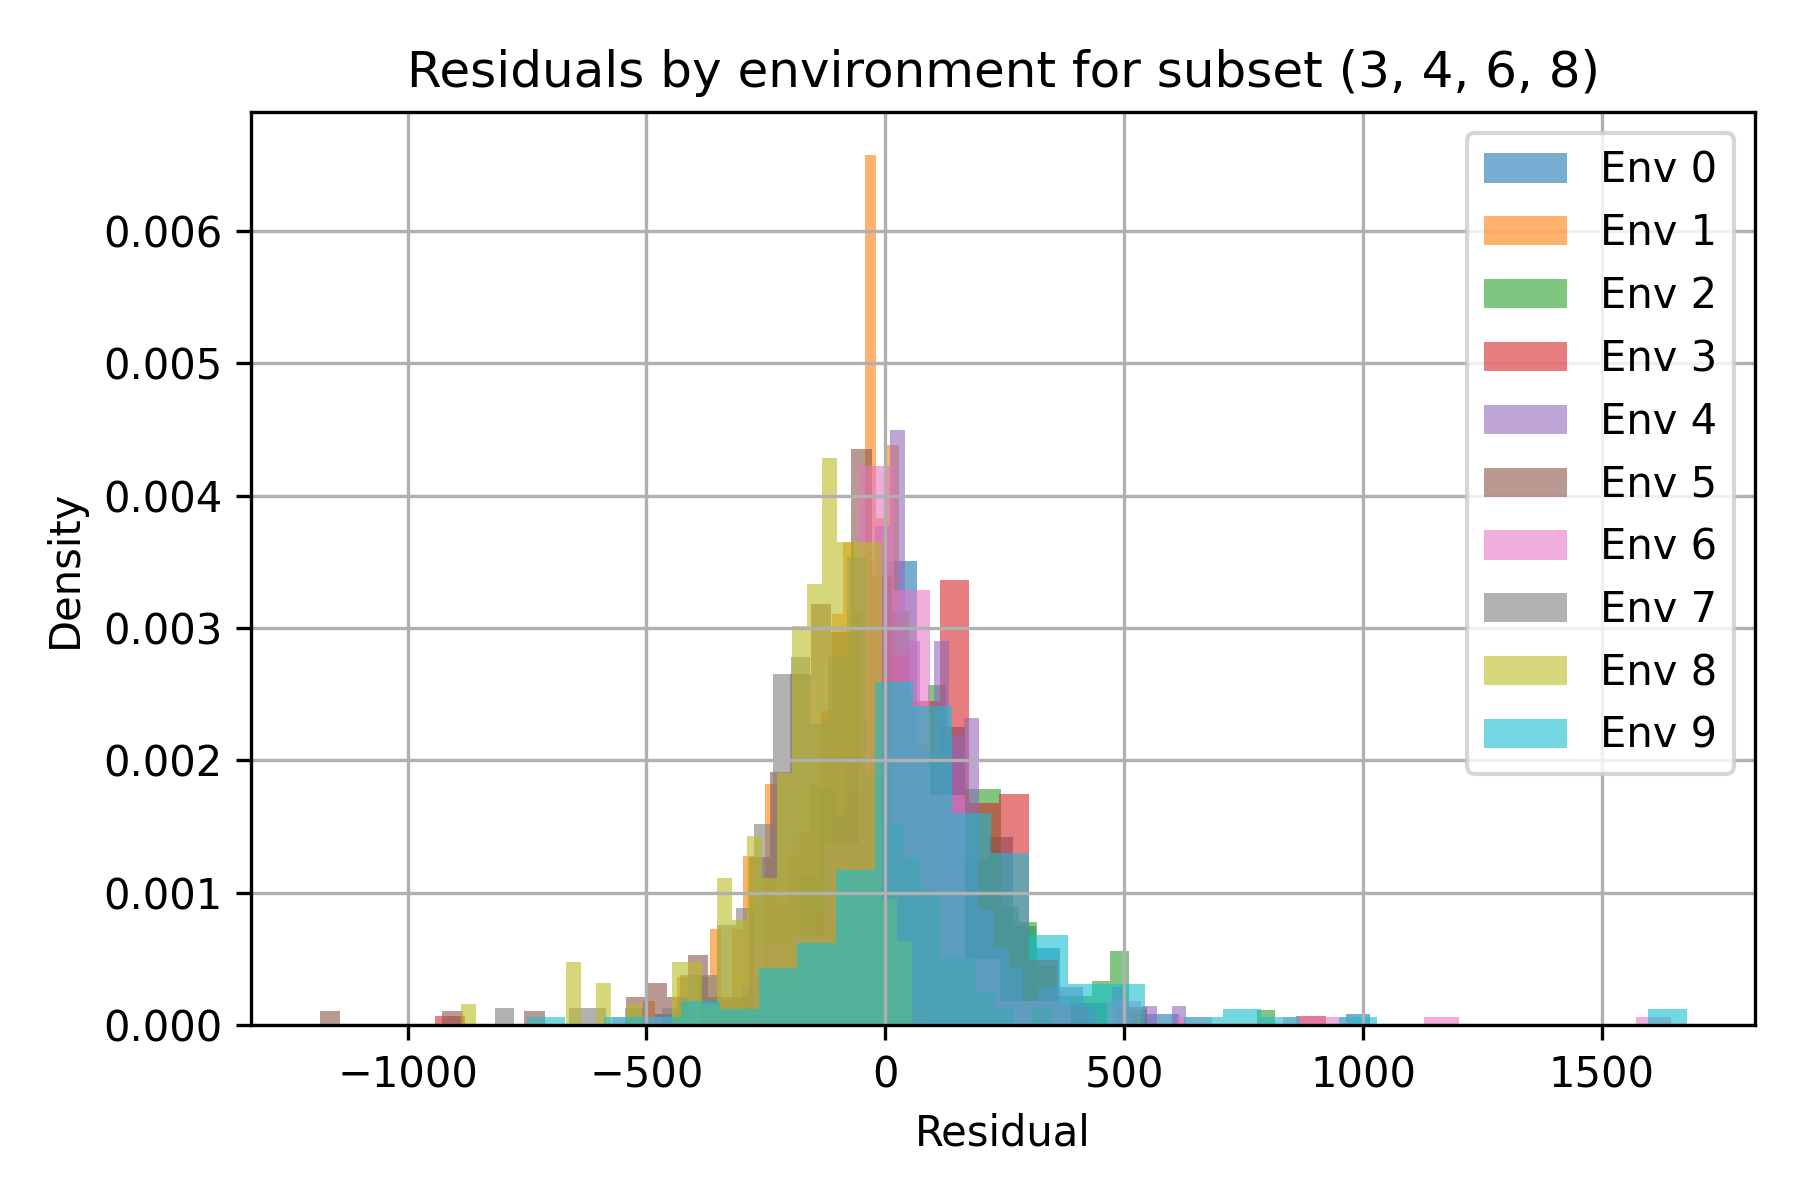 Residuals by environment for subset (3, 4, 6, 8)
Env 0
Env 1
Env 2
Env 3
Env 4
Env 5
Env 6
Env 7
Env 8
Env 9
Density
0.006
0.005
0.004
0.003
0.002
0.001
0.000
−1000 −500 0 500 1000 1500
Residual